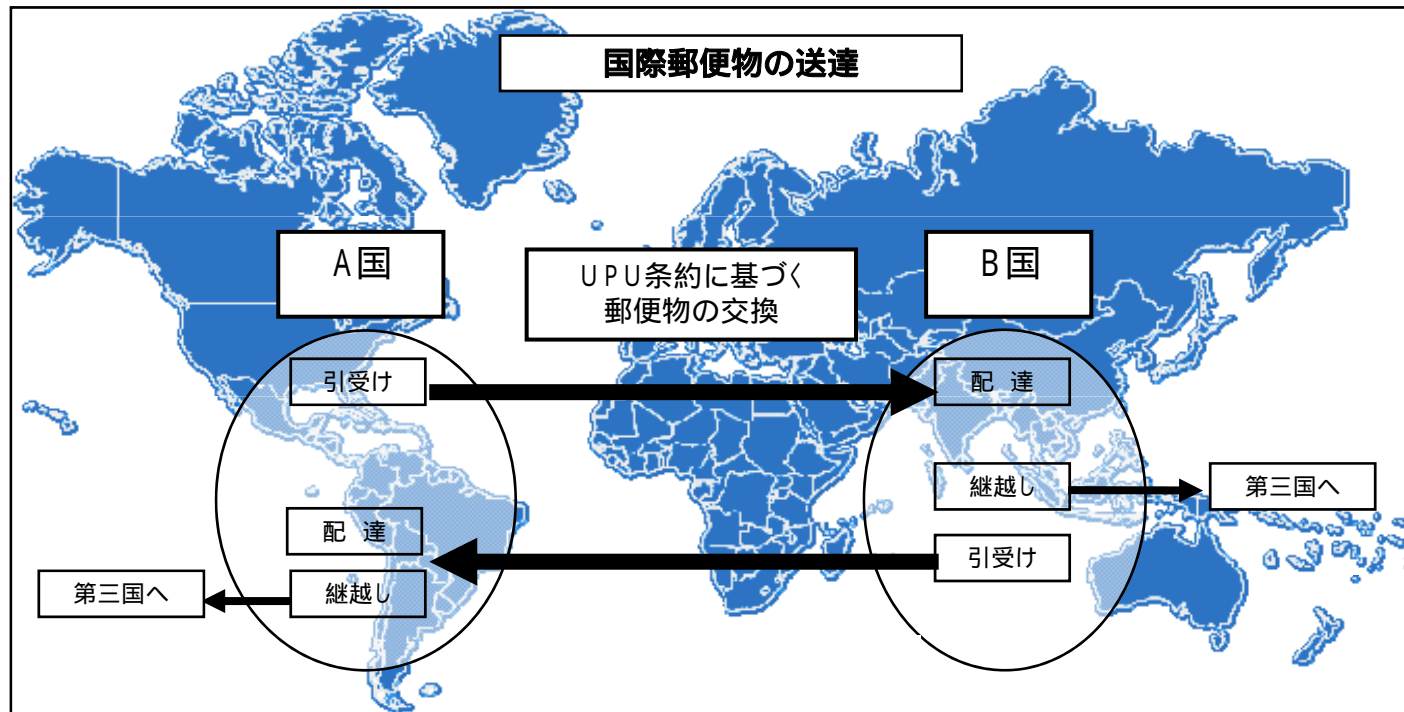 国際郵便物の送達
A国
UPU条約に基づく
郵便物の交換
B国
引受け
配 達
継越し
第三国へ
配 達
引受け
第三国へ
継越し